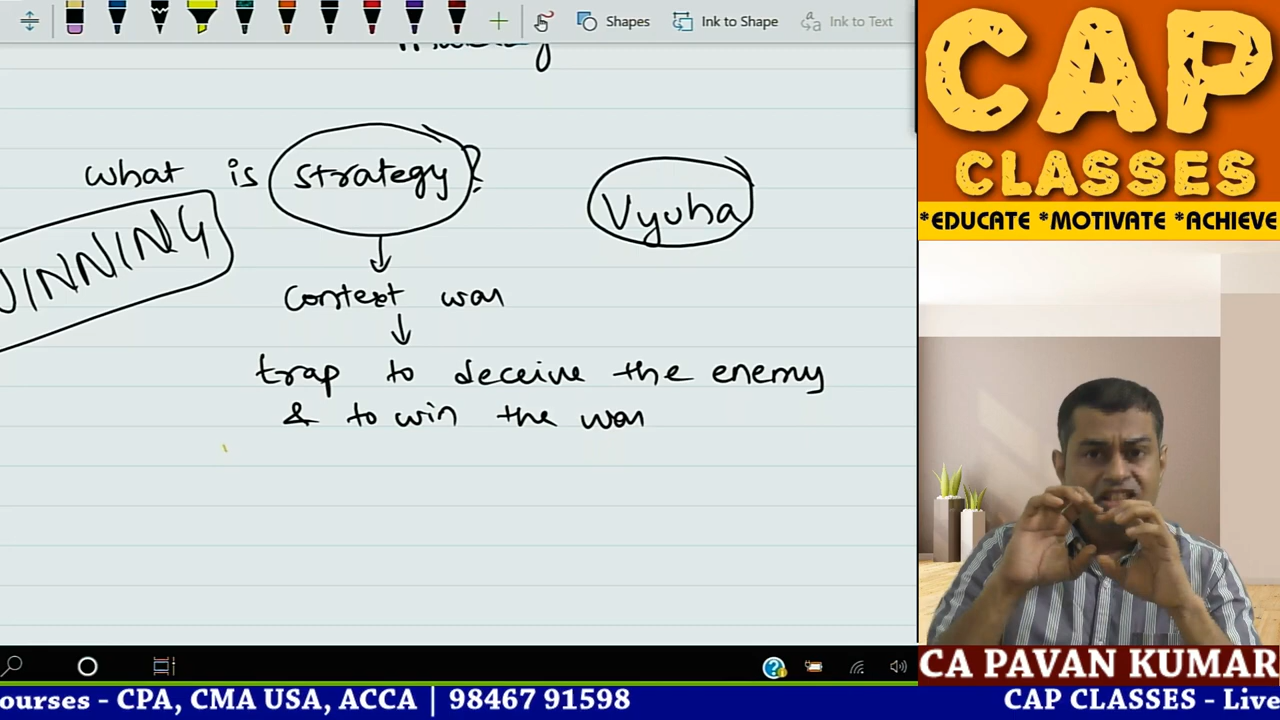 Shapes
Ink to Shape
Ink to Text
what is strategy?
Vyuha
WINNING
Context war
trap to deceive the enemy
& to win the war
CAP
CLASSES
*EDUCATE *MOTIVATE *ACHIEVE
CA PAVAN KUMAR
ourses - CPA, CMA USA, ACCA | 98467 91598
CAP CLASSES - Live